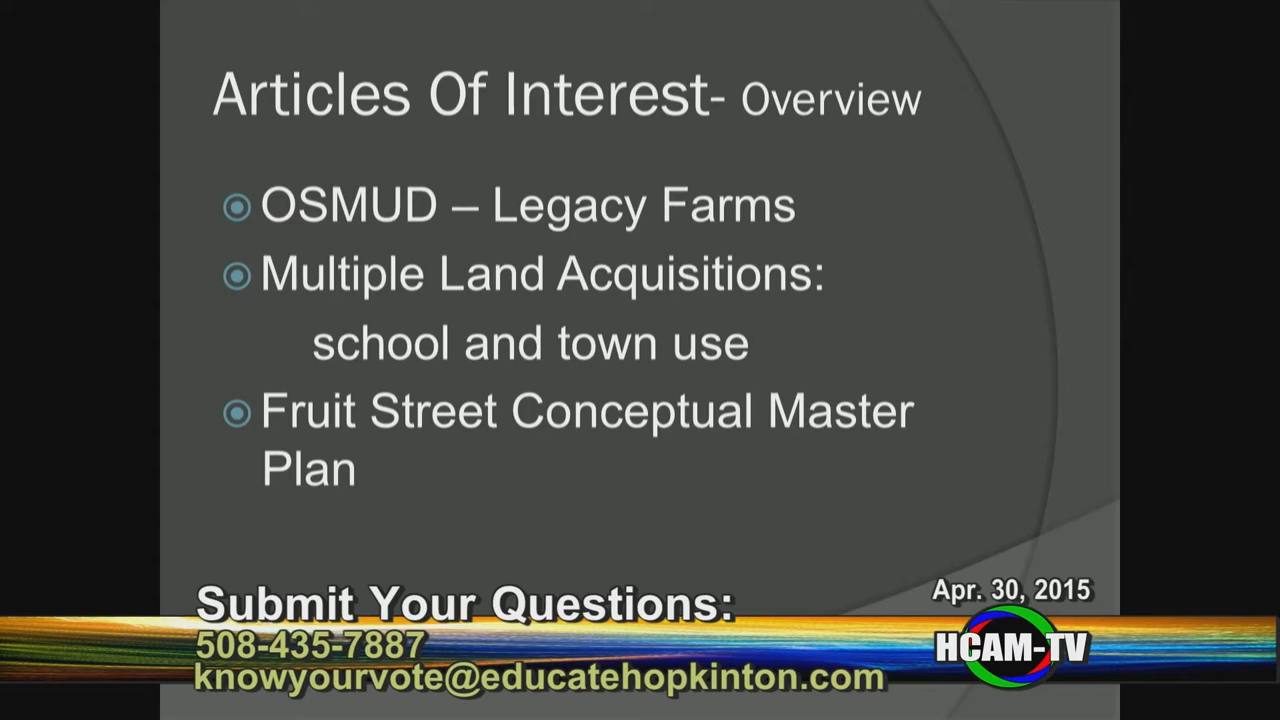 Articles Of Interest- Overview
OSMUD – Legacy Farms
Multiple Land Acquisitions:
school and town use
Fruit Street Conceptual Master
Plan
Submit Your Questions:
508-435-7887
knowyourvote@educatehopkinton.com
Apr. 30, 2015
HCAM-TV